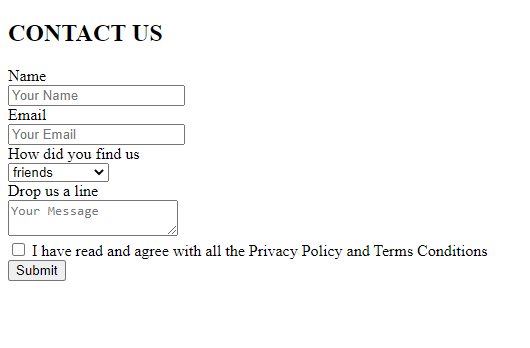 CONTACT US
Name
Your Name
Email
Your Email
How did you find us
friends
Drop us a line
Your Message
I have read and agree with all the Privacy Policy and Terms Conditions
Submit